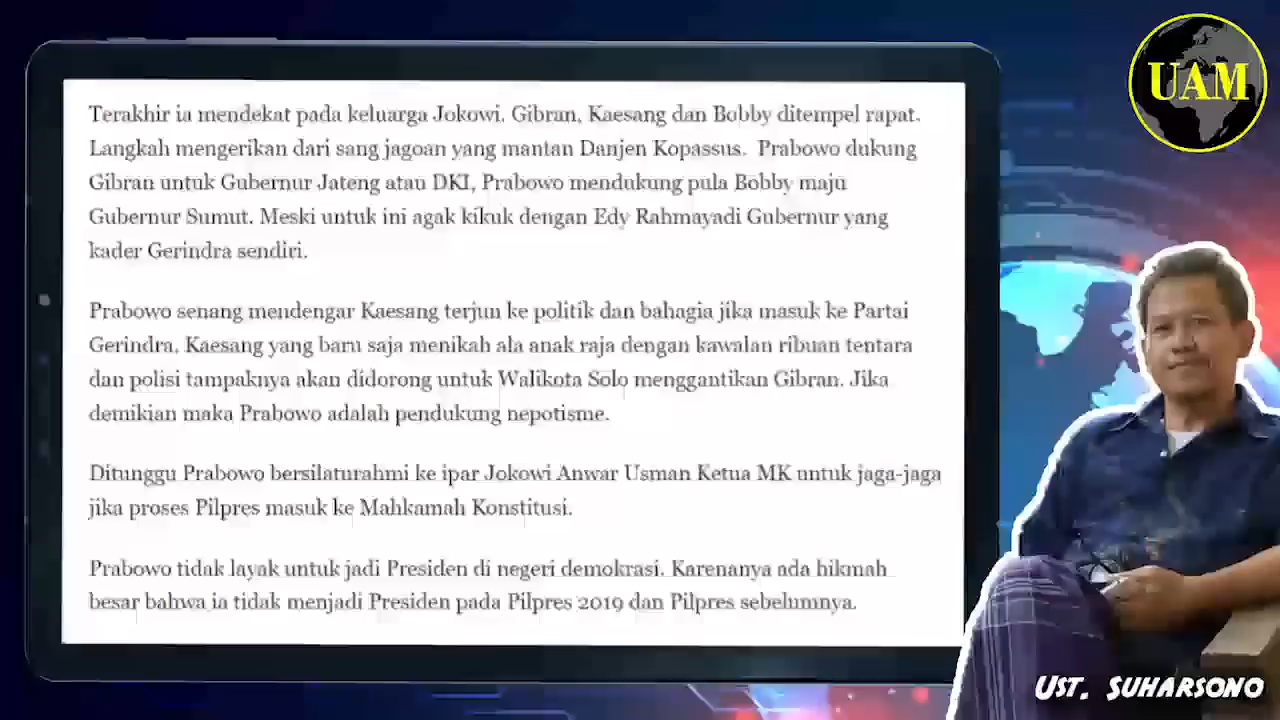 Terakhir ia mendekat pada keluarga Jokowi. Gibran, Kaesang dan Bobby ditempel rapat.
Langkah mengerikan dari sang jagoan yang mantan Danjen Kopassus. Prabowo dukung
Gibran untuk Gubernur Jateng atau DKI, Prabowo mendukung pula Bobby maju
Gubernur Sumut. Meski untuk ini agak kikuk dengan Edy Rahmayadi Gubernur yang
kader Gerindra sendiri.
Prabowo senang mendengar Kaesang terjun ke politik dan bahagia jika masuk ke Partai
Gerindra. Kaesang yang baru saja menikah ala anak raja dengan kawalan ribuan tentara
dan polisi tampaknya akan didorong untuk Walikota Solo menggantikan Gibran. Jika
demikian maka Prabowo adalah pendukung nepotisme.
Ditunggu Prabowo bersilaturahmi ke ipar Jokowi Anwar Usman Ketua MK untuk jaga-jaga
jika proses Pilpres masuk ke Mahkamah Konstitusi.
Prabowo tidak layak untuk jadi Presiden di negeri demokrasi. Karenanya ada hikmah
besar bahwa ia tidak menjadi Presiden pada Pilpres 2019 dan Pilpres sebelumnya.
UAM
UST. SUHARSONO